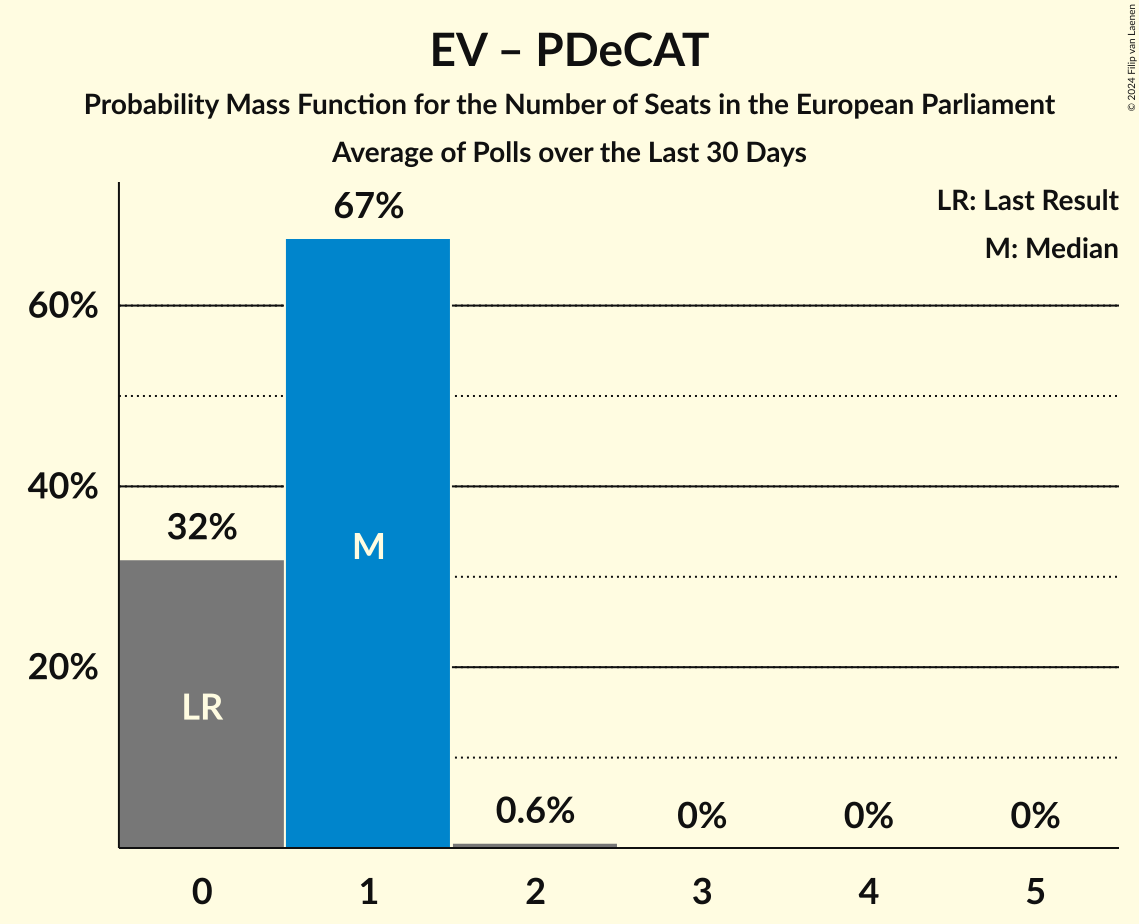 EV – PDeCAT
Probability Mass Function for the Number of Seats in the European Parliament
Average of Polls over the Last 30 Days
© 2024 Filip van Laenen
LR: Last Result
M: Median
67%
60%
40%
32%
M
20%
LR
0.6%
0%
0%
0%
0
1
2
3
4
5